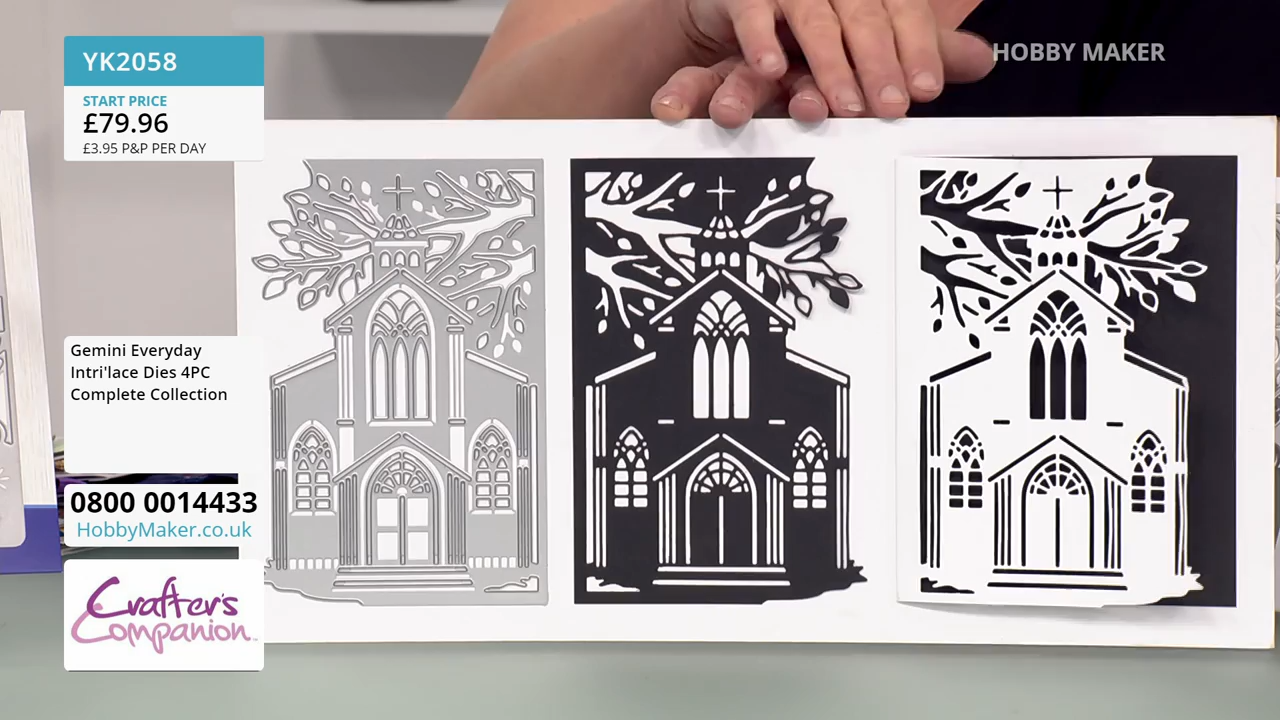 YK2058
START PRICE
£79.96
£3.95 P&P PER DAY
HOBBY MAKER
Gemini Everyday
Intri'lace Dies 4PC
Complete Collection
0800 0014433
HobbyMaker.co.uk
Crafter's
Companion